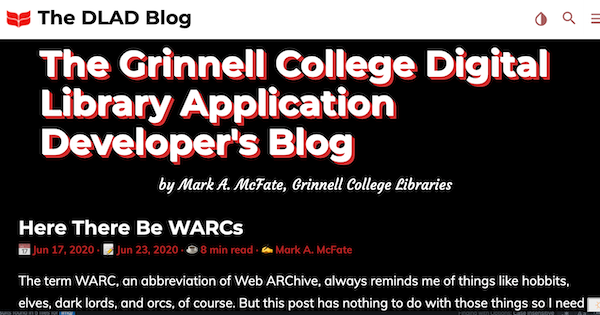 The DLAD Blog
The Grinnell College Digital
Library Application
Developer's Blog
by Mark A. McFate, Grinnell College Libraries
Here There Be WARCs
Jun 17, 2020 · Jun 23, 2020 · 8 min read · Mark A. McFate
The term WARC, an abbreviation of Web ARChive, always reminds me of things like hobbits,
elves, dark lords, and orcs, of course. But this post has nothing to do with those things so I need